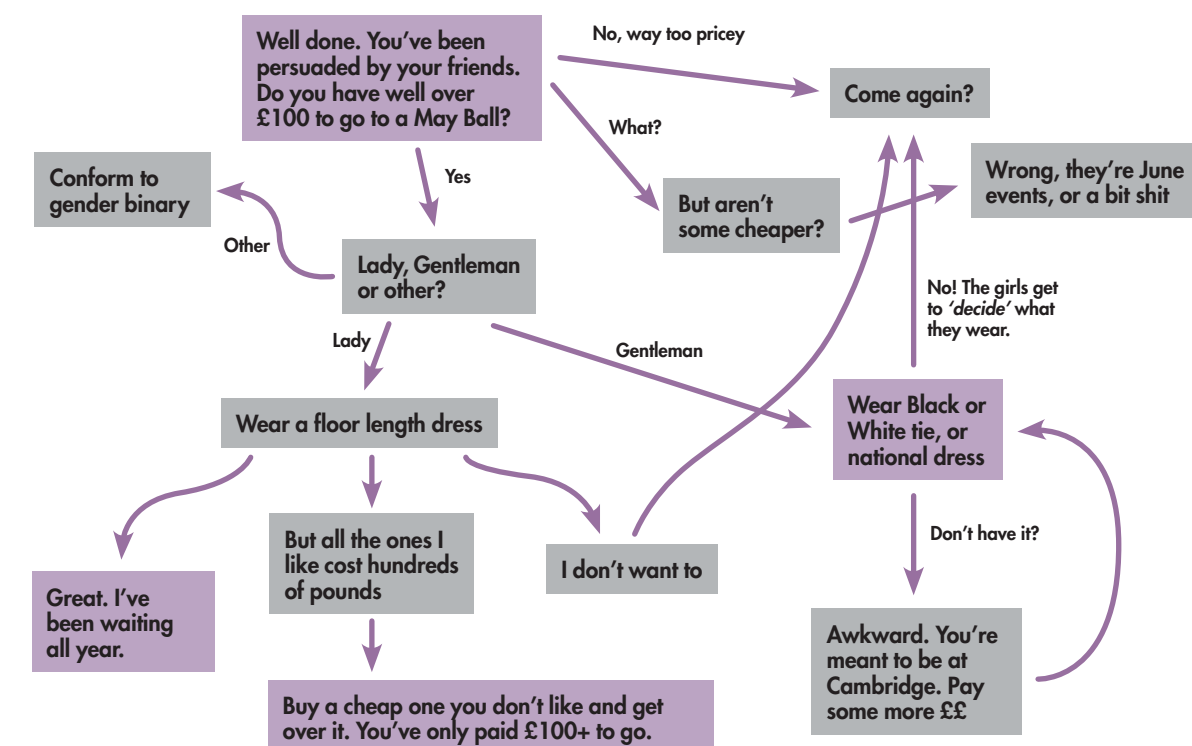 Well done. You've been
persuaded by your friends.
Do you have well over
£100 to go to a May Ball?
No, way too pricey
Come again?
What?
Yes
Conform to
gender binary
Other
Lady, Gentleman
or other?
But aren't
some cheaper?
Wrong, they're June
events, or a bit shit
No! The girls get
to 'decide' what
they wear.
Lady
Gentleman
Wear a floor length dress
Wear Black or
White tie, or
national dress
Great. I've
been waiting
all year.
But all the ones I
like cost hundreds
of pounds
I don't want to
Don't have it?
Buy a cheap one you don't like and get
over it. You've only paid £100+ to go.
Awkward. You're
meant to be at
Cambridge. Pay
some more ££